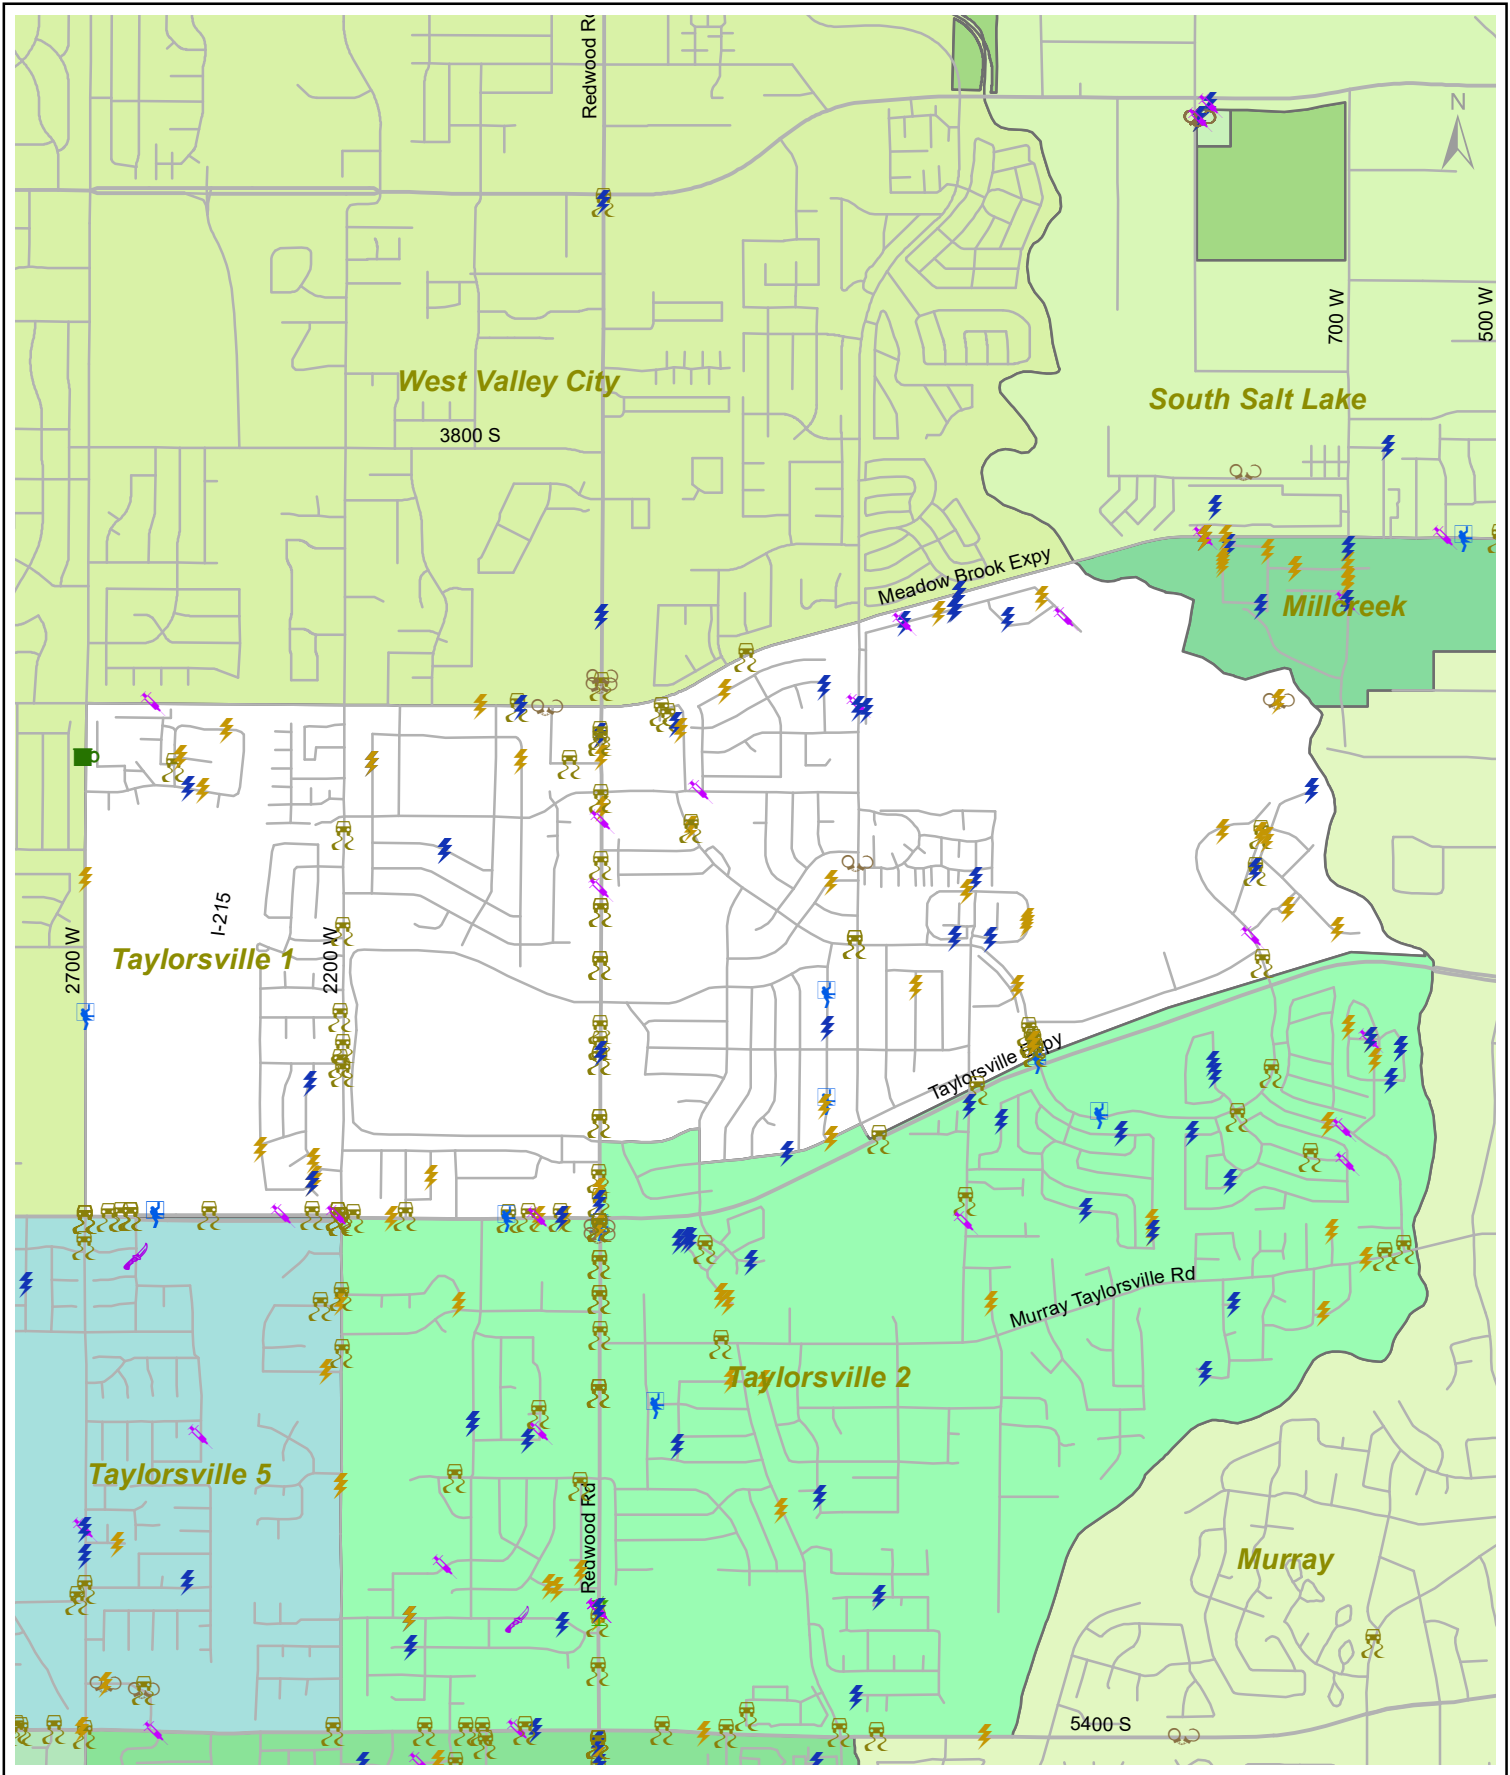 Redwood Rd
N
700 W
500 W
West Valley City
South Salt Lake
3800 S
Meadow Brook Expy
Millcreek
I-215
2700 W
2200 W
Taylorsville 1
Taylorsville Expy
Murray Taylorsville Rd
Taylorsville 2
Taylorsville 5
Redwood Rd
Murray
5400 S